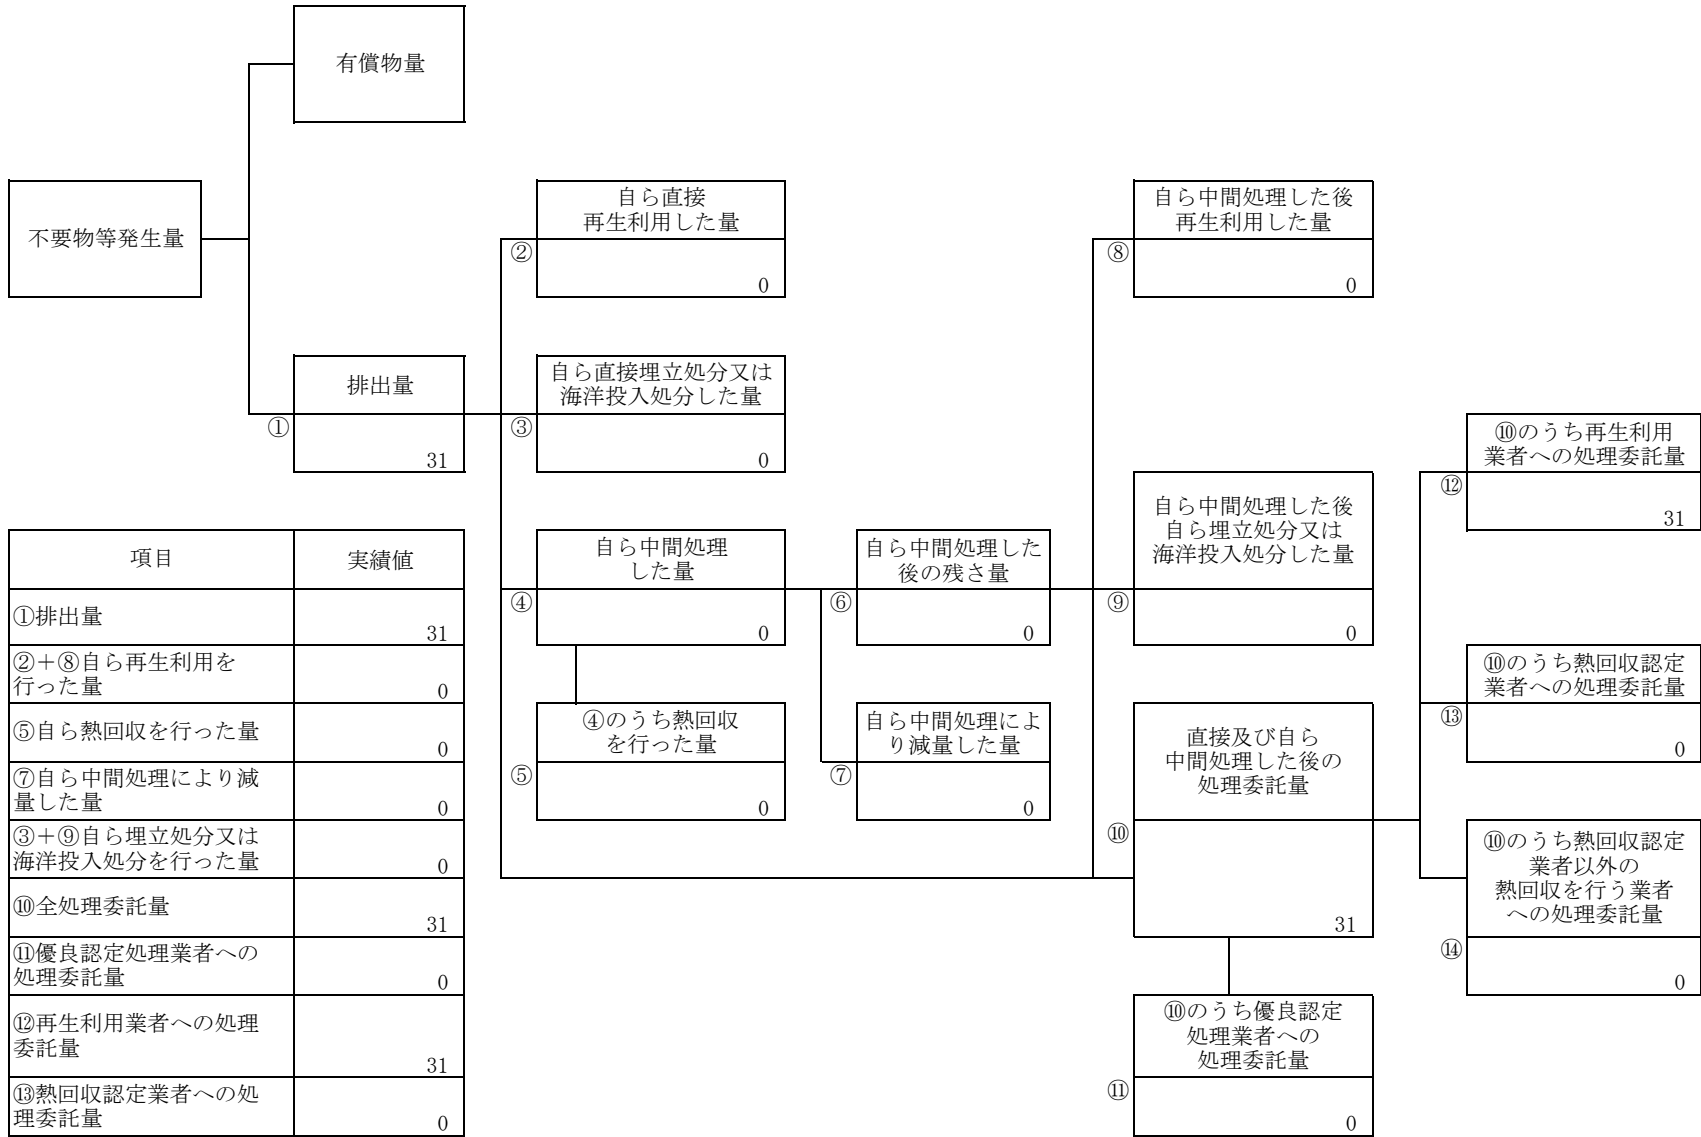 有償物量
不要物等発生量
自ら直接
再生利用した量
②
0
自ら中間処理した後
再生利用した量
⑧
0
排出量
①
31
自ら直接埋立処分又は
海洋投入処分した量
③
0
⑩のうち再生利用
業者への処理委託量
⑫
31
自ら中間処理
した量
④
0
自ら中間処理した
後の残さ量
⑥
0
自ら中間処理した後
自ら埋立処分又は
海洋投入処分した量
⑨
0
⑩のうち熱回収認定
業者への処理委託量
⑬
0
④のうち熱回収
を行った量
⑤
0
自ら中間処理によ
り減量した量
⑦
0
直接及び自ら
中間処理した後の
処理委託量
⑩
31
⑩のうち熱回収認定
業者以外の
熱回収を行う業者
への処理委託量
⑭
0
⑩のうち優良認定
処理業者への
処理委託量
⑪
0
項目 実績値
①排出量
31
②+⑧自ら再生利用を
行った量
0
⑤自ら熱回収を行った量
0
⑦自ら中間処理により減
量した量
0
③+⑨自ら埋立処分又は
海洋投入処分を行った量
0
⑩全処理委託量
31
⑪優良認定処理業者への
処理委託量
0
⑫再生利用業者への処理
委託量
31
⑬熱回収認定業者への処
理委託量
0